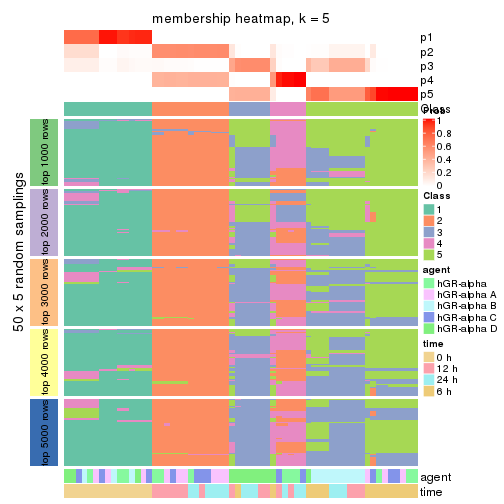 membership heatmap, k = 5
p1
p2
p3
p4
p5
Class
50 x 5 random samplings
top 1000 rows
top 2000 rows
top 3000 rows
top 4000 rows
top 5000 rows
Prob
1
0.8
0.6
0.4
0.2
0
Class
1
2
3
4
5
agent
hGR-alpha
hGR-alpha A
hGR-alpha B
hGR-alpha C
hGR-alpha D
time
0 h
12 h
24 h
6 h
agent
time